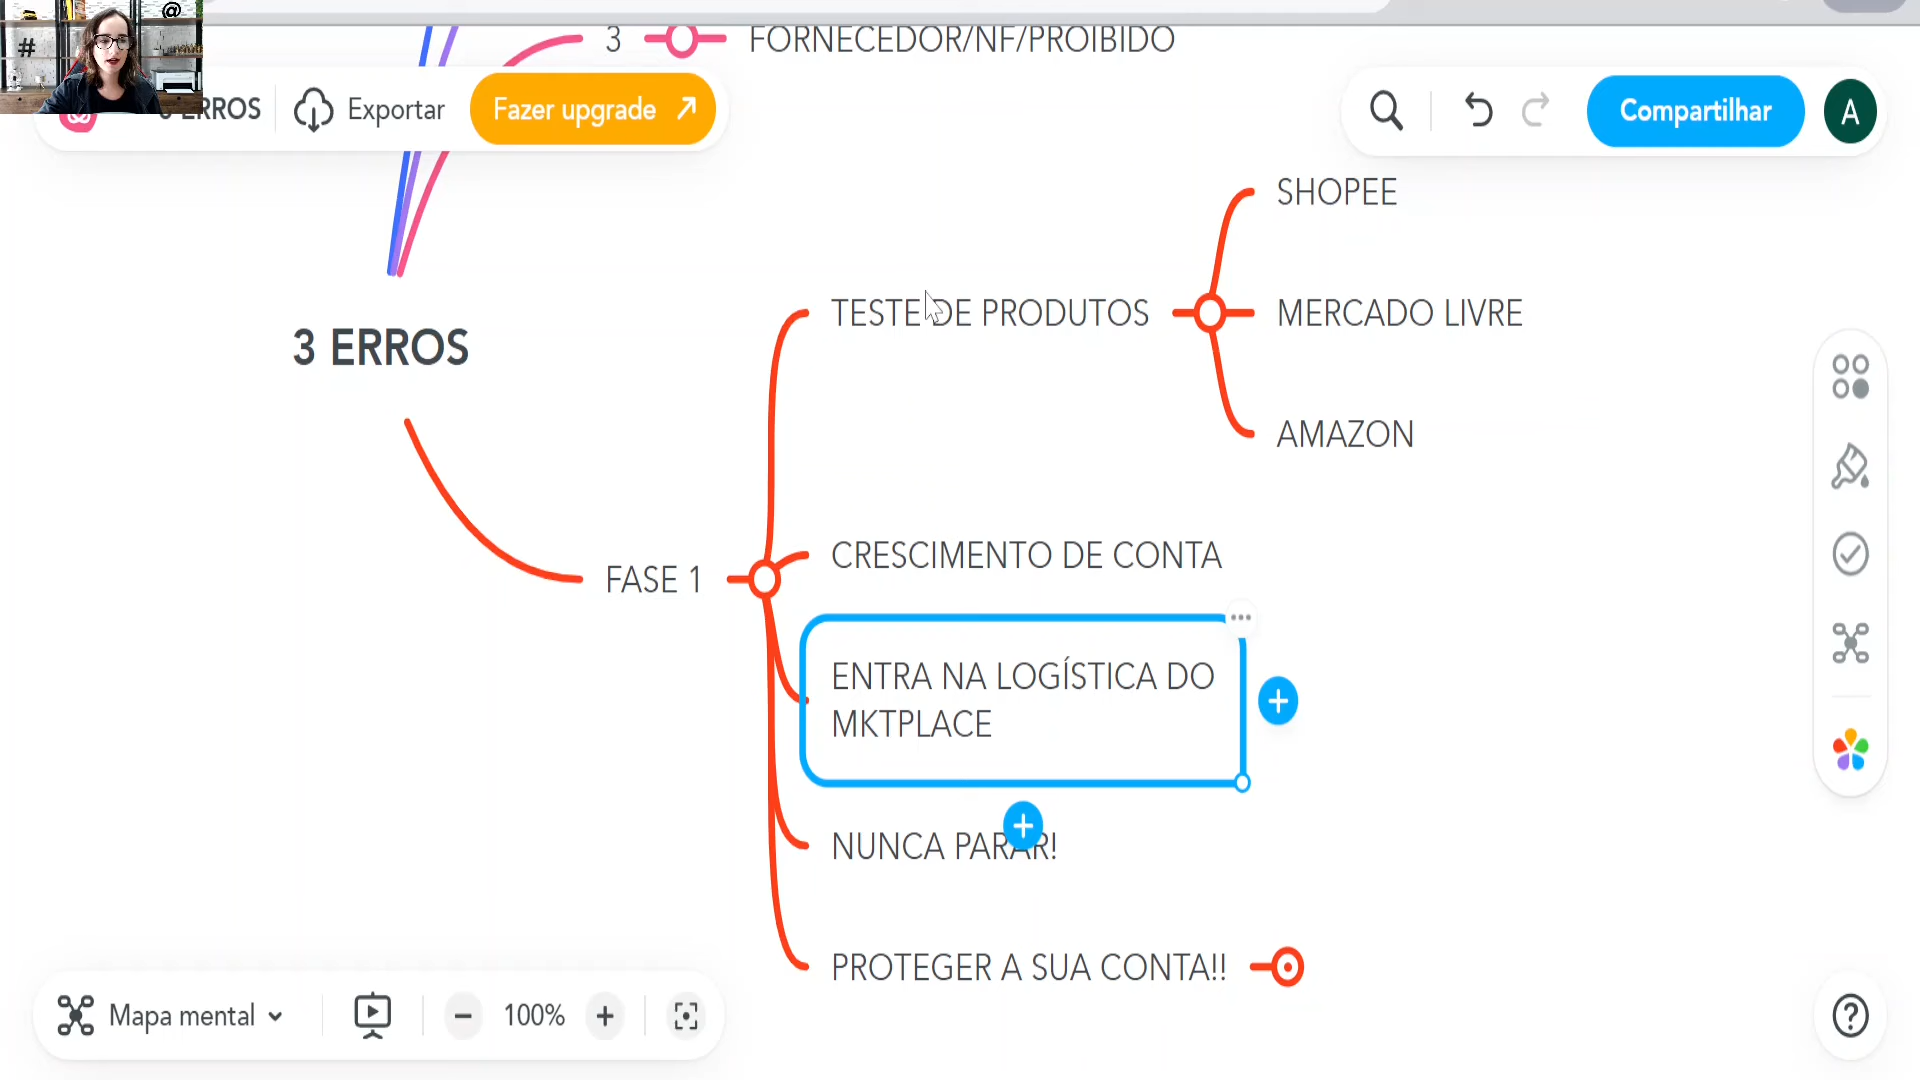 #
@
3
FORNECEDOR/NF/PROIBIDO
ERROS
Exportar
Fazer upgrade
Compartilhar
A
SHOPEE
TESTE DE PRODUTOS
MERCADO LIVRE
3 ERROS
AMAZON
CRESCIMENTO DE CONTA
FASE 1
ENTRA NA LOGÍSTICA DO
MKTPLACE
NUNCA PARAR!
PROTEGER A SUA CONTA!!
Mapa mental
100%